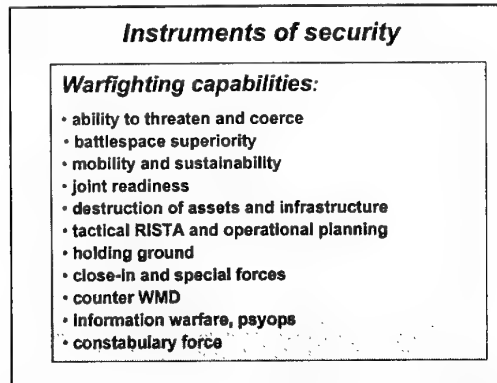 Instruments of security
Warfighting capabilities:
• ability to threaten and coerce
• battlespace superiority
• mobility and sustainability
• joint readiness
• destruction of assets and infrastructure
• tactical RISTA and operational planning
• holding ground
• close-in and special forces
• counter WMD
• information warfare, psyops
• constabulary force